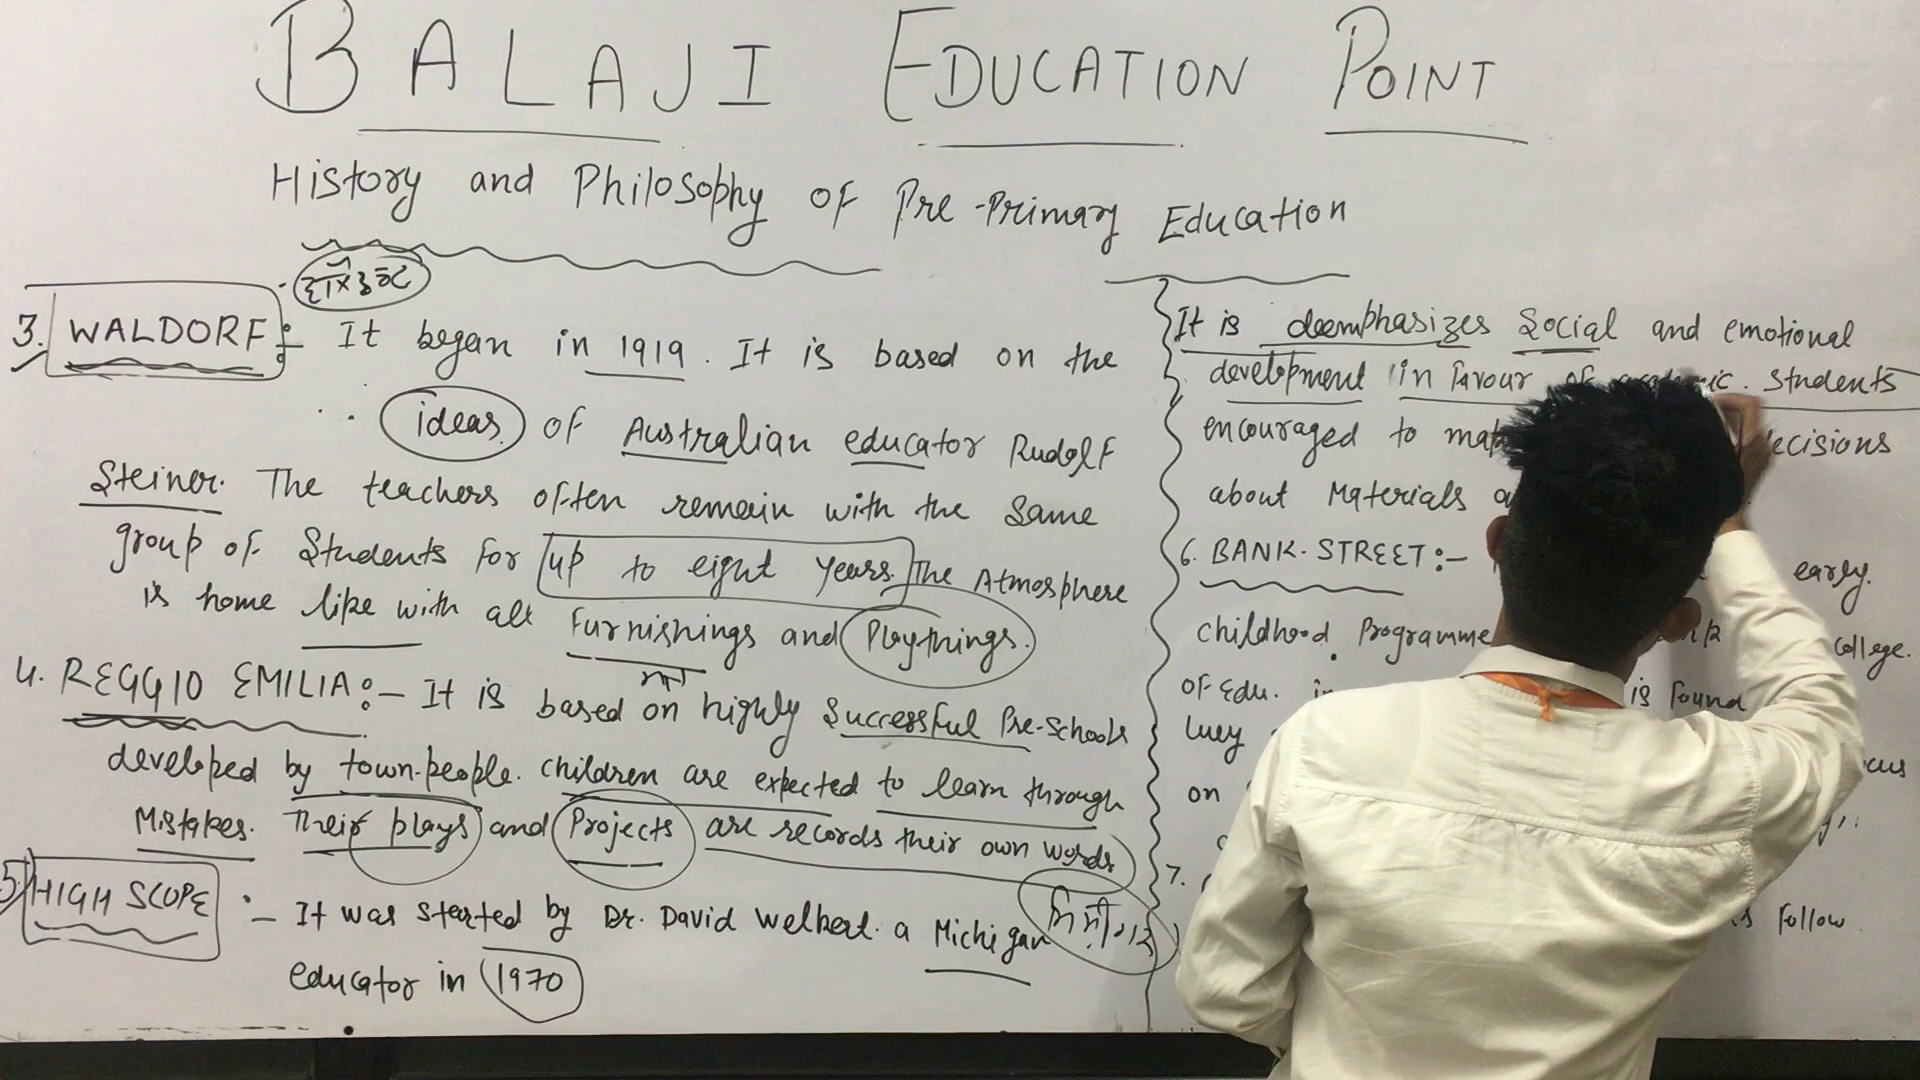 BALAJI EDUCATION POINT
History and Philosophy of Pre-Primary Education
3. WALDORF:- It began in 1919. It is based on the
ideas of Australian educator Rudolf
Steiner. The teachers often remain with the same
group of Students for up to eight years. The Atmosphere
is home like with all furnishings and Playthings.
4. REGGIO EMILIA:- It is based on highly Successful Pre-Schools
developed by town-people. Children are expected to learn through
Mistakes. Their plays and Projects are records their own words
5. HIGH SCOPE :- It was started by Dr. David Welkert. a Michigan
educator in 1970
It is deemphasizes Social and emotional
development in favour of academic. Students
encouraged to decisions
about Materials
6. BANK-STREET:- early.
childhood Programme College.
of Edu. is found
Lucy
on
7.
follow